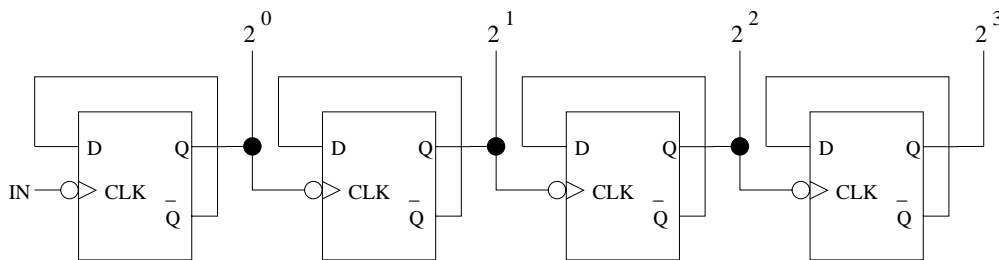 2^0 2^1 2^2 2^3
D Q D Q D Q D Q
IN CLK CLK CLK CLK
Q̅ Q̅ Q̅ Q̅